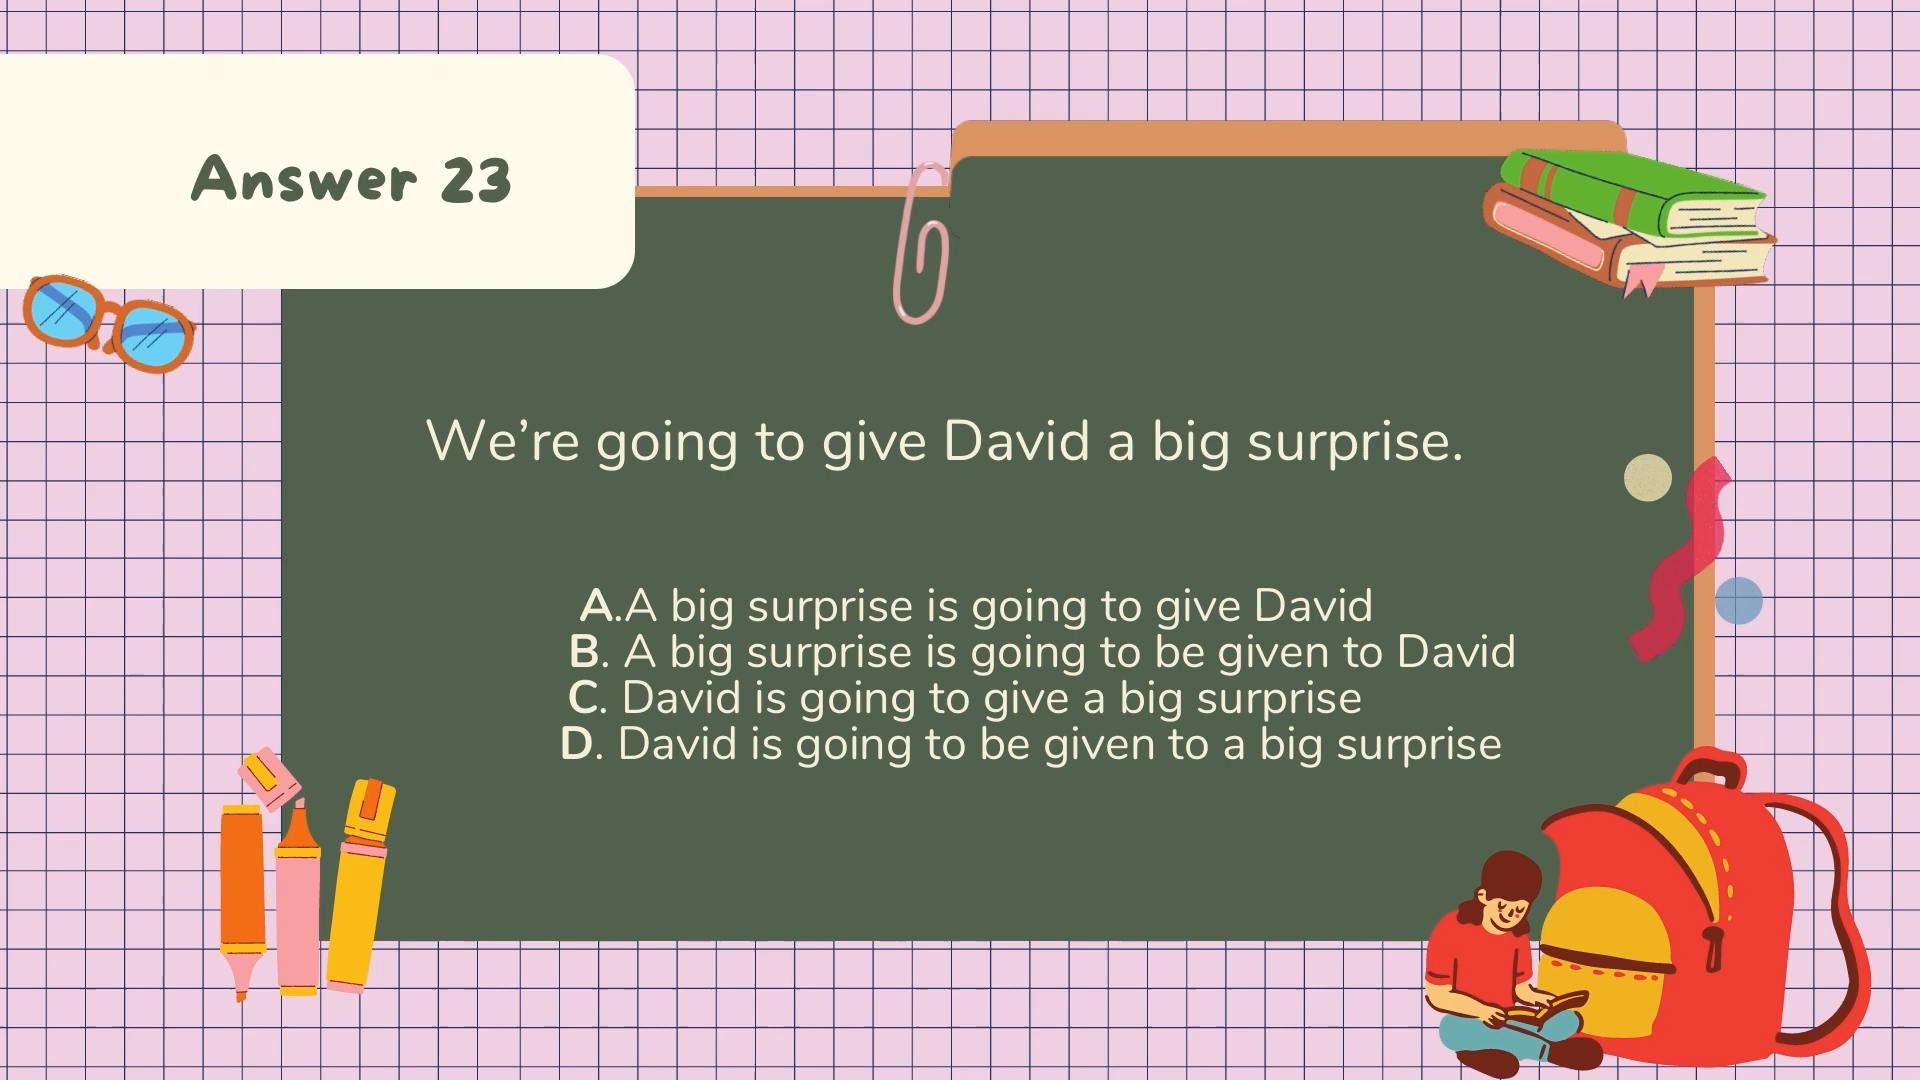 Answer 23
We’re going to give David a big surprise.
A.A big surprise is going to give David
B. A big surprise is going to be given to David
C. David is going to give a big surprise
D. David is going to be given to a big surprise